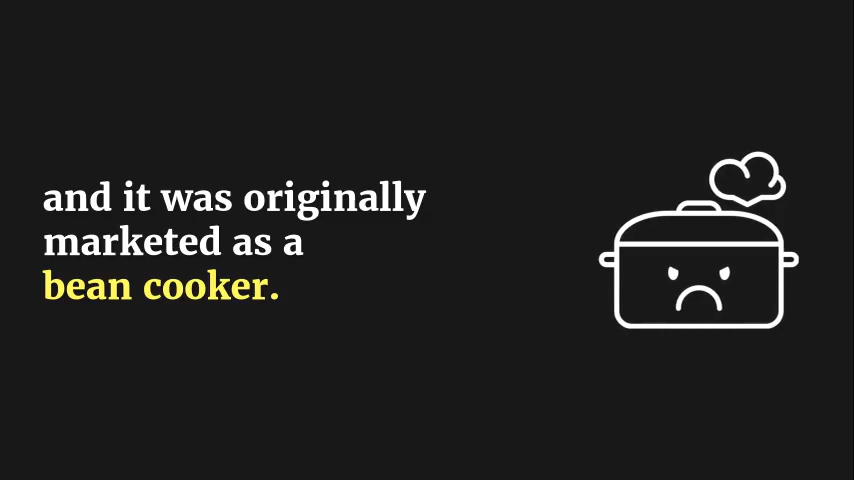 and it was originally
marketed as a
bean cooker.